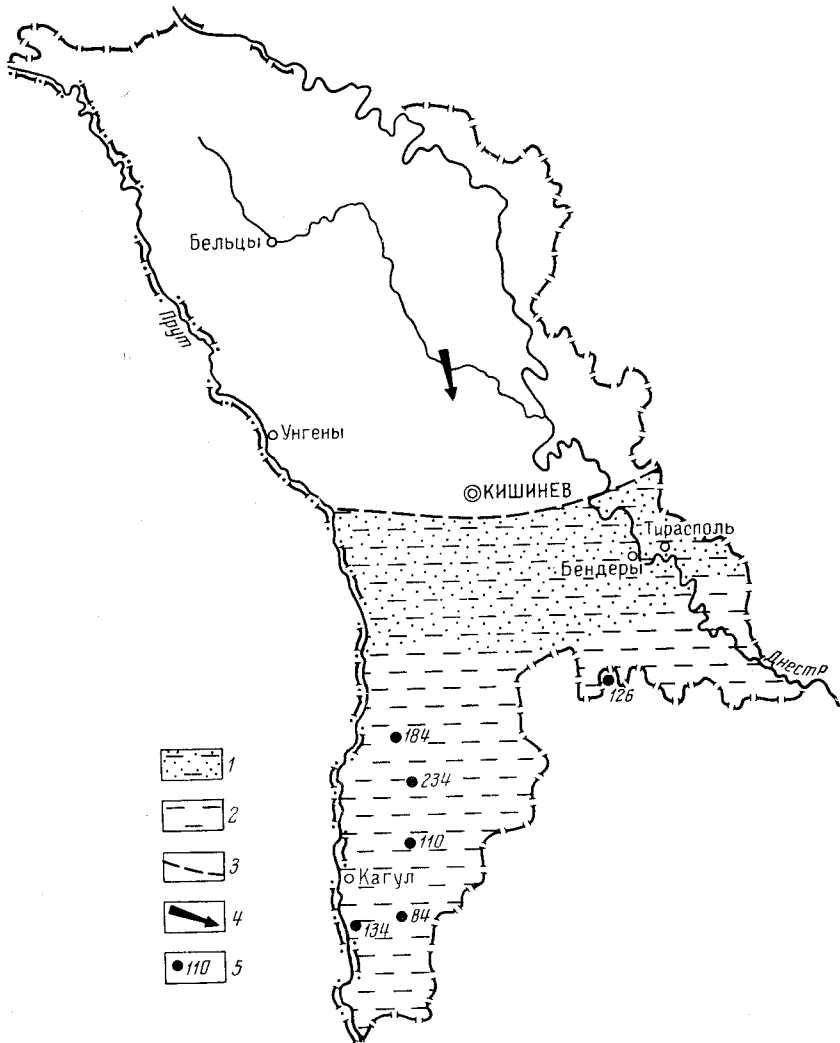 Бельцы
Прут
Унгены
КИШИНЕВ
Тирасполь
Бендеры
Днестр
126
184
234
110
Кагул
84
134
1
2
3
4
110 5